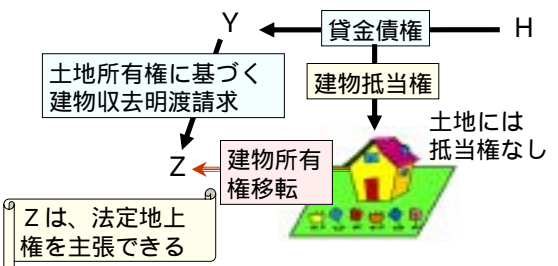 Y
貸金債権
H
土地所有権に基づく
建物収去明渡請求
建物抵当権
土地には
抵当権なし
Z
建物所有
権移転
Zは、法定地上
権を主張できる